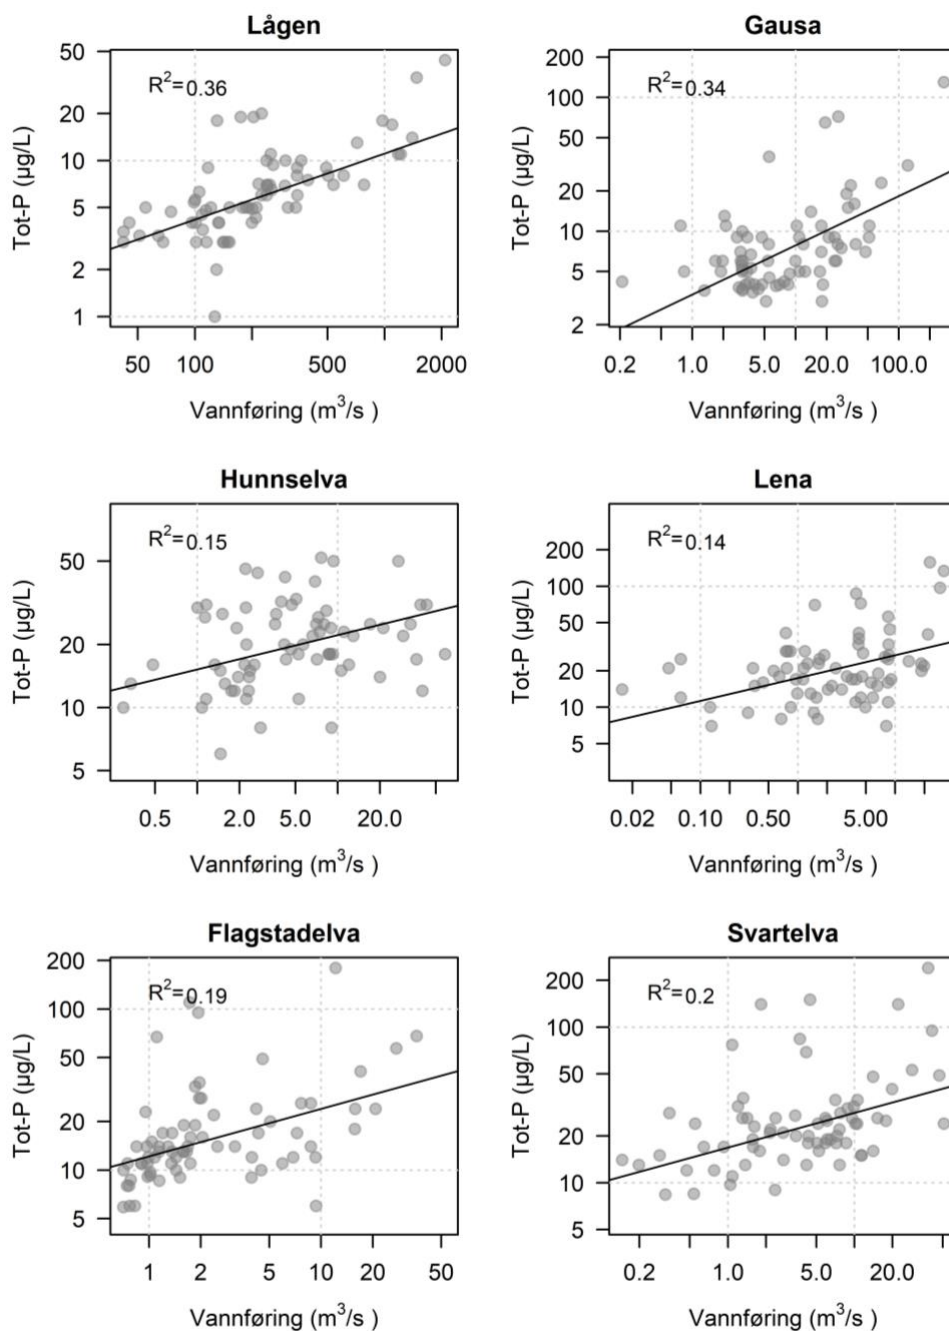 Lågen
R²=0.36
Tot-P (µg/L)
50
20
10
5
2
1
50 100 500 2000
Vannføring (m³/s )
Gausa
R²=0.34
Tot-P (µg/L)
200
100
50
20
10
5
2
0.2 1.0 5.0 20.0 100.0
Vannføring (m³/s )
Hunnselva
R²=0.15
Tot-P (µg/L)
50
20
10
5
0.5 2.0 5.0 20.0
Vannføring (m³/s )
Lena
R²=0.14
Tot-P (µg/L)
200
100
50
20
10
5
0.02 0.10 0.50 5.00
Vannføring (m³/s )
Flagstadelva
R²=0.19
Tot-P (µg/L)
200
100
50
20
10
5
1 2 5 10 20 50
Vannføring (m³/s )
Svartelva
R²=0.2
Tot-P (µg/L)
200
100
50
20
10
5
0.2 1.0 5.0 20.0
Vannføring (m³/s )